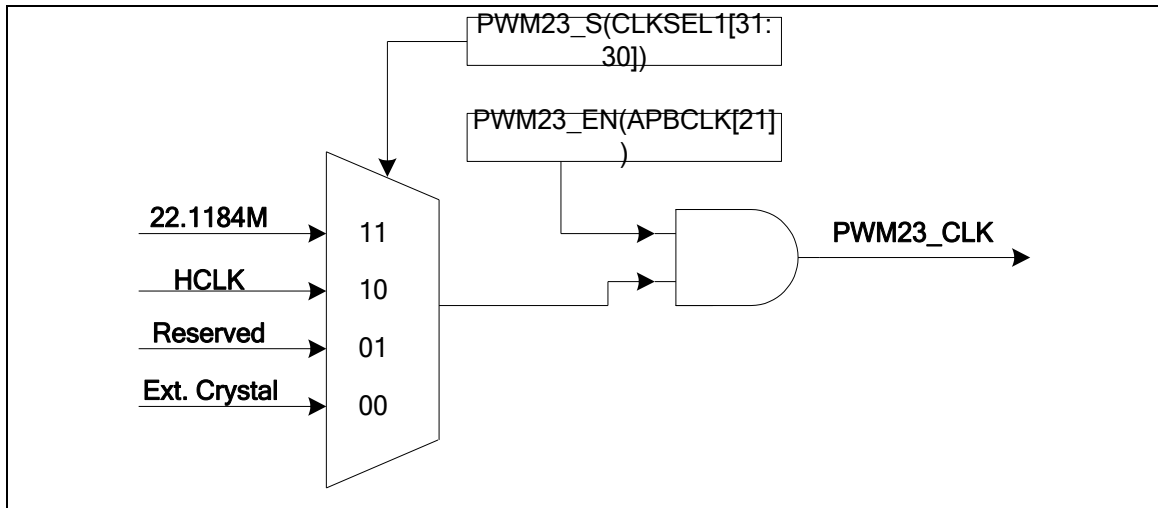 PWM23_S(CLKSEL1[31:
30])
PWM23_EN(APBCLK[21]
)
22.1184M
11
PWM23_CLK
HCLK
10
Reserved
01
Ext. Crystal
00